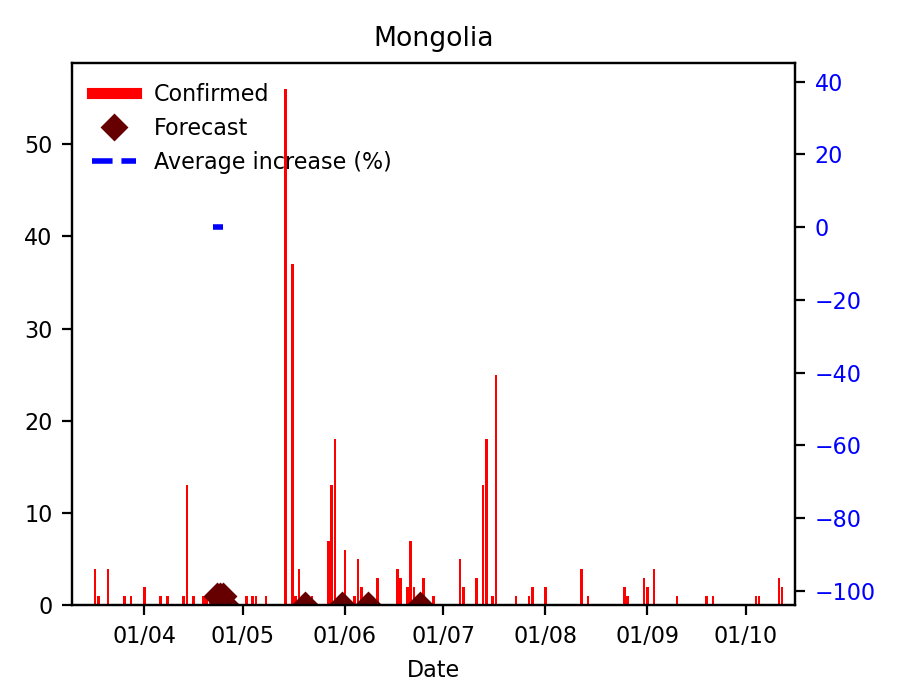 Mongolia
Confirmed
Forecast
Average increase (%)
50
40
30
20
10
0
40
20
0
−20
−40
−60
−80
−100
01/04 01/05 01/06 01/07 01/08 01/09 01/10
Date